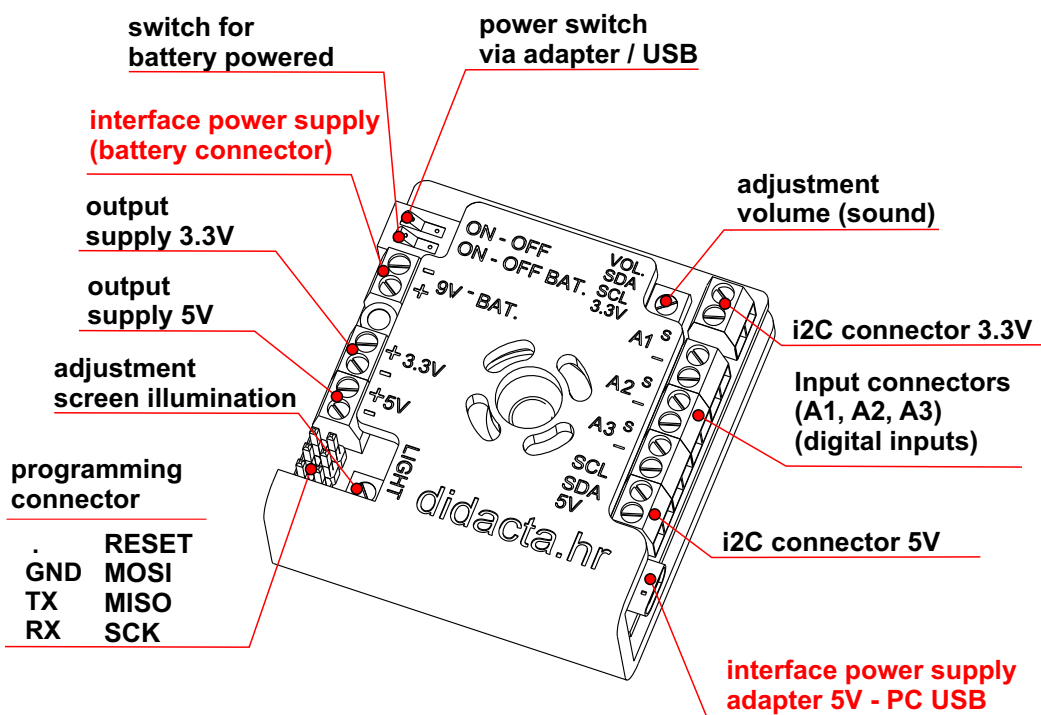 switch for
battery powered
power switch
via adapter / USB
interface power supply
(battery connector)
output
supply 3.3V
output
supply 5V
adjustment
screen illumination
programming
connector
. RESET
GND MOSI
TX MISO
RX SCK
ON - OFF
ON - OFF BAT.
- 
+ 9V - BAT.
VOL.
SDA
SCL
3.3V
+ 3.3V
-
+5V
-
LIGHT
A1 S
-
A2 S
-
A3 S
-
SCL
SDA
5V
didacta.hr
adjustment
volume (sound)
i2C connector 3.3V
Input connectors
(A1, A2, A3)
(digital inputs)
i2C connector 5V
interface power supply
adapter 5V - PC USB